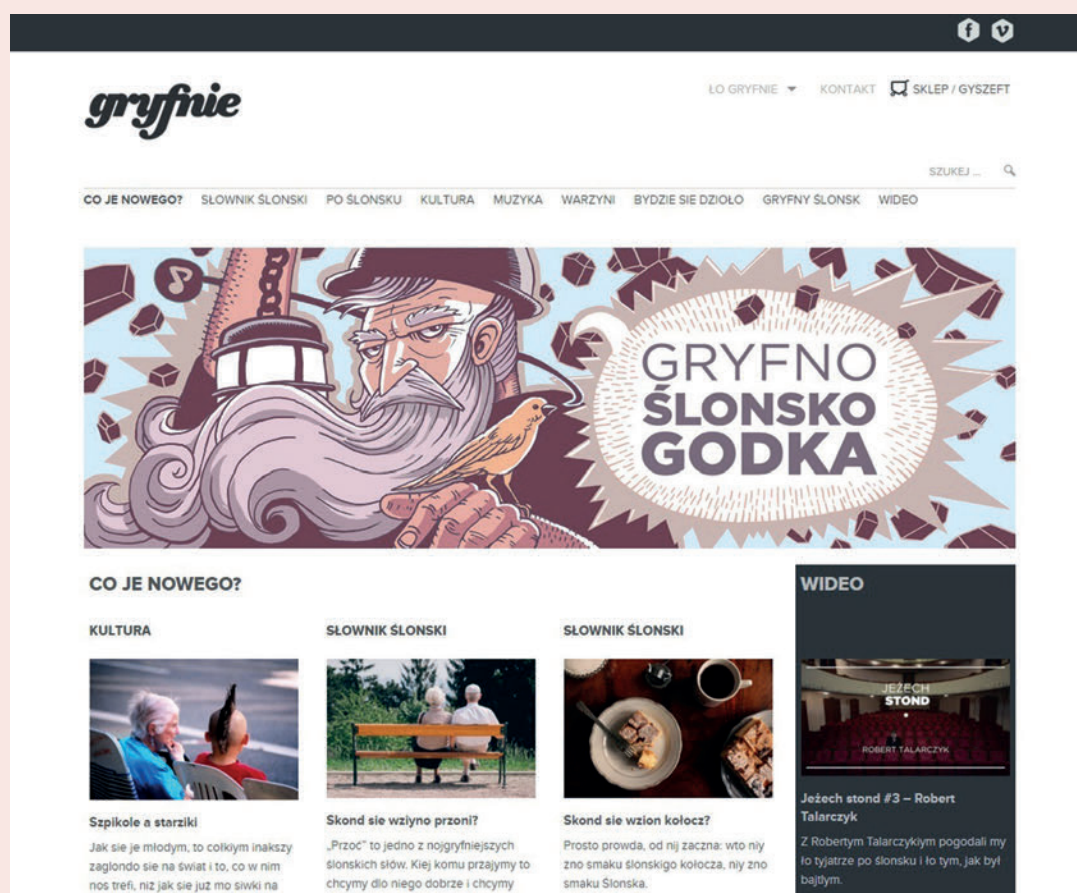 gryfnie
ŁO GRYFNIE
KONTAKT
SKLEP / GYSZEFT
SZUKEJ ...
CO JE NOWEGO?
SŁOWNIK ŚLONSKI
PO ŚLONSKU
KULTURA
MUZYKA
WARZYNI
BYDZIE SIE DZIOŁO
GRYFNY ŚLONSK
WIDEO
GRYFNO
ŚLONSKO
GODKA
CO JE NOWEGO?
KULTURA
Szpikole a starziki
Jak sie je młodym, to cołkiym inakszy
zaglondo sie na świat i to, co w nim
nos trefi, niż jak sie już mo siwki na
SŁOWNIK ŚLONSKI
Skond sie wziyno przoni?
„Przoć” to jedno z nojgryfniejszych
ślonskich słów. Kiej komu przajymy to
chcymy dlo niego dobrze i chcymy
SŁOWNIK ŚLONSKI
Skond sie wzion kołocz?
Prosto prowda, od nij zaczna: wto niy
zno smaku ślonskigo kołocza, niy zno
smaku Ślonska.
WIDEO
JEŻECH
STOND
ROBERT TALARCZYK
Jeżech stond #3 – Robert
Talarczyk
Z Robertym Talarczykiym pogodali my
ło tyjatrze po ślonsku i ło tym, jak był
bajtlym.